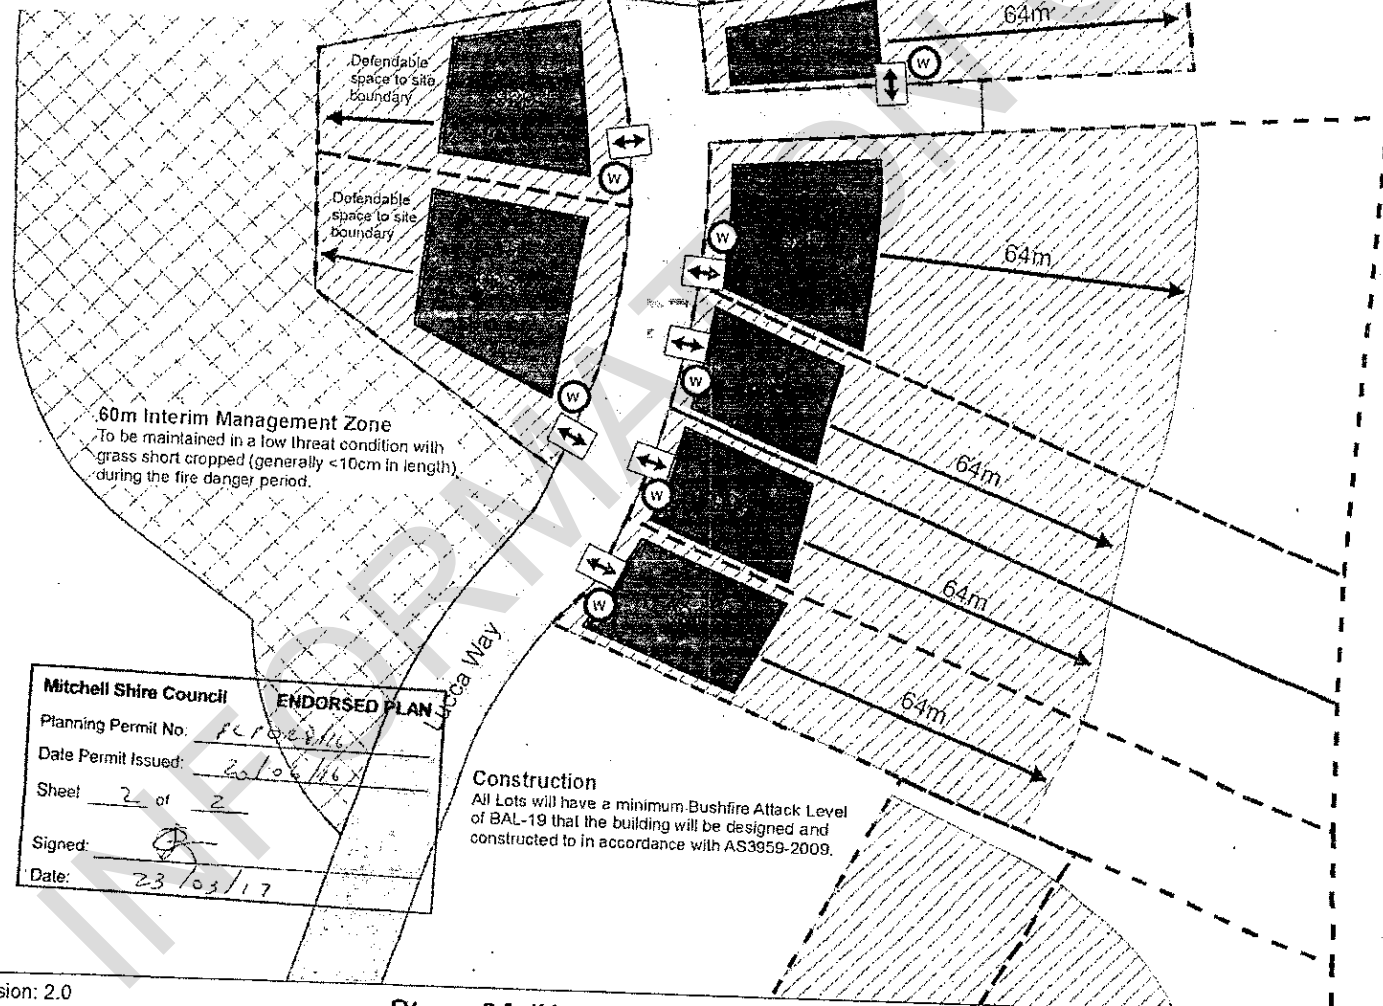 64m
W
Defendable
space to site
boundary
W
Defendable
space to site
boundary
W
64m
W
W
60m Interim Management Zone
To be maintained in a low threat condition with
grass short cropped (generally <10cm in length)
during the fire danger period.
64m
W
64m
W
64m
Lucca Way
Mitchell Shire Council
ENDORSED PLAN
Planning Permit No:
Date Permit Issued: 20/06/16
Sheet 2 of 2
Signed:
Date: 23/03/17
Construction
All Lots will have a minimum Bushfire Attack Level
of BAL-19 that the building will be designed and
constructed to in accordance with AS3959-2009.
INFORMATION
sion: 2.0